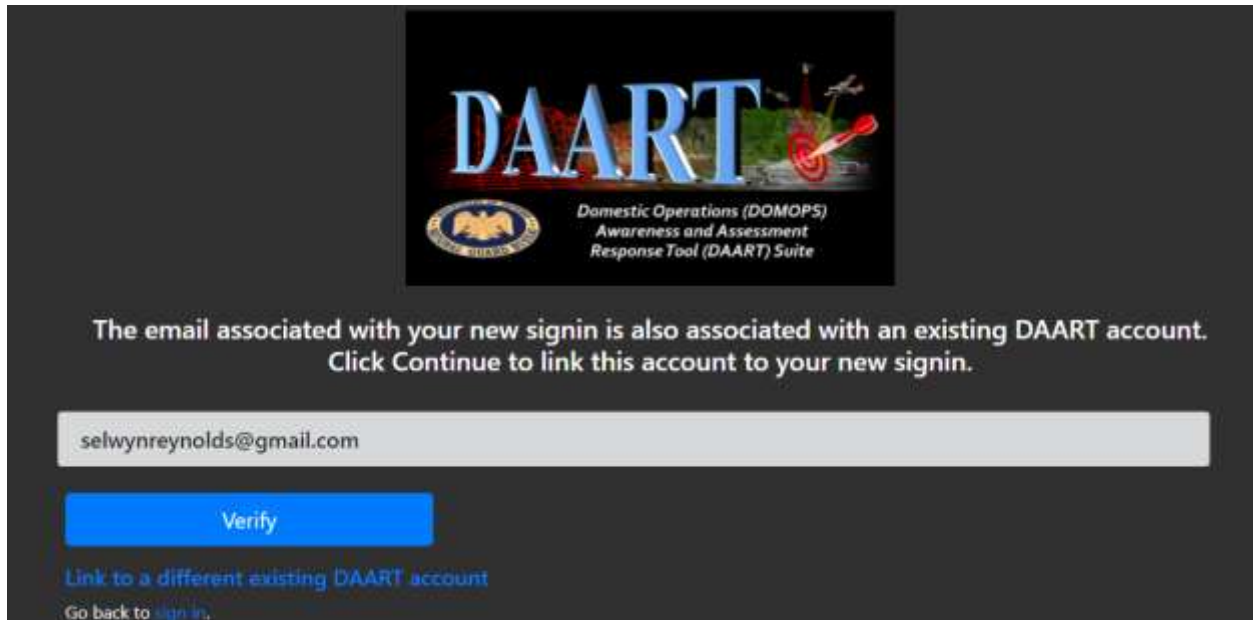 DAART
Domestic Operations (DOMOPS)
Awareness and Assessment
Response Tool (DAART) Suite
The email associated with your new signin is also associated with an existing DAART account.
Click Continue to link this account to your new signin.
selwynreynolds@gmail.com
Verify
Link to a different existing DAART account
Go back to sign in.